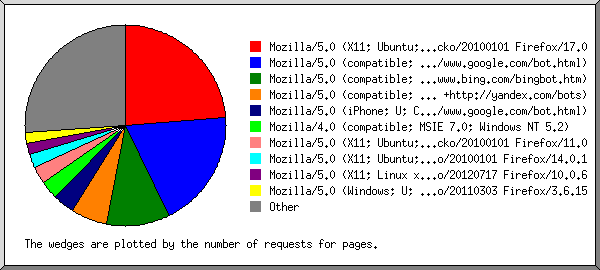 Mozilla/5.0 (X11; Ubuntu;...cko/20100101 Firefox/17.0
Mozilla/5.0 (compatible; .../www.google.com/bot.html)
Mozilla/5.0 (compatible; ...www.bing.com/bingbot.htm)
Mozilla/5.0 (compatible; ... +http://yandex.com/bots)
Mozilla/5.0 (iPhone; U; C.../www.google.com/bot.html)
Mozilla/4.0 (compatible; MSIE 7.0; Windows NT 5.2)
Mozilla/5.0 (X11; Ubuntu;...cko/20100101 Firefox/11.0
Mozilla/5.0 (X11; Ubuntu;...o/20100101 Firefox/14.0.1
Mozilla/5.0 (X11; Linux x...o/20120717 Firefox/10.0.6
Mozilla/5.0 (Windows; U; ...o/20110303 Firefox/3.6.15
Other
The wedges are plotted by the number of requests for pages.